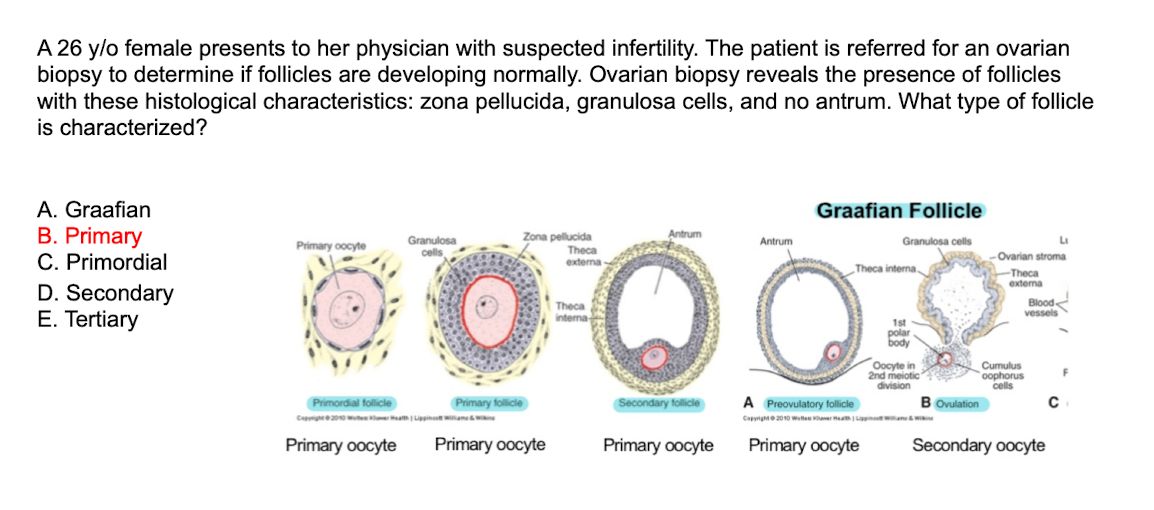 A 26 y/o female presents to her physician with suspected infertility. The patient is referred for an ovarian
biopsy to determine if follicles are developing normally. Ovarian biopsy reveals the presence of follicles
with these histological characteristics: zona pellucida, granulosa cells, and no antrum. What type of follicle
is characterized?
A. Graafian
B. Primary
C. Primordial
D. Secondary
E. Tertiary
Graafian Follicle
Primary oocyte
Granulosa
cells
Zona pellucida
Theca
externa
Theca
interna
Antrum
Antrum
Granulosa cells
Theca interna
Ovarian stroma
Theca
externa
Blood
vessels
1st
polar
body
Oocyte in
2nd meiotic
division
Cumulus
oophorus
cells
Primordial follicle
Primary follicle
Secondary follicle
A Preovulatory follicle
B Ovulation
C
Copyright © 2010 Wolters Kluwer Health | Lippincott Williams & Wilkins
Copyright © 2010 Wolters Kluwer Health | Lippincott Williams & Wilkins
Primary oocyte
Primary oocyte
Primary oocyte
Primary oocyte
Secondary oocyte